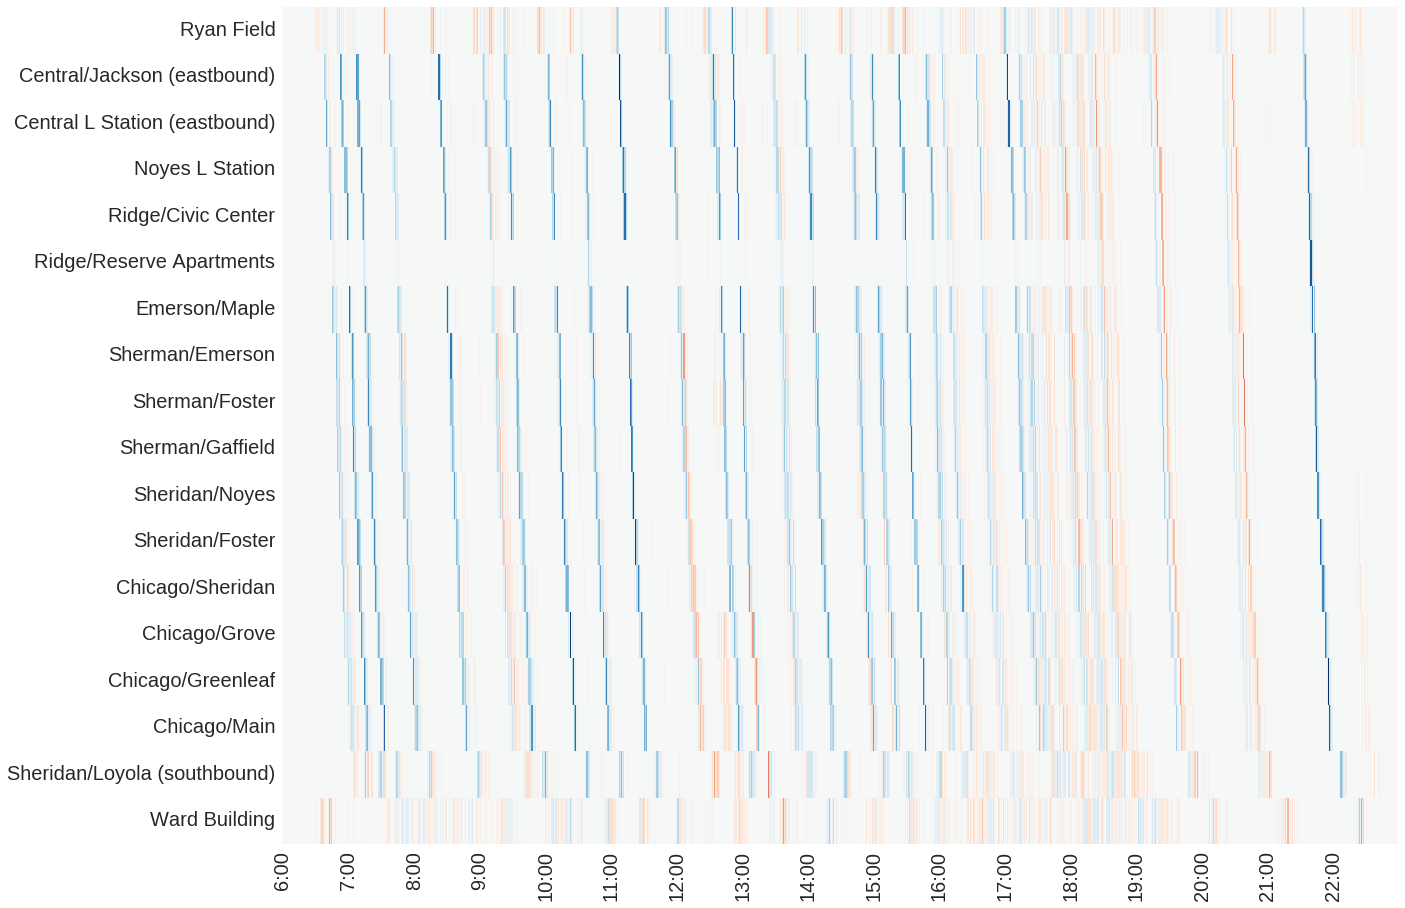 Ryan Field
Central/Jackson (eastbound)
Central L Station (eastbound)
Noyes L Station
Ridge/Civic Center
Ridge/Reserve Apartments
Emerson/Maple
Sherman/Emerson
Sherman/Foster
Sherman/Gaffield
Sheridan/Noyes
Sheridan/Foster
Chicago/Sheridan
Chicago/Grove
Chicago/Greenleaf
Chicago/Main
Sheridan/Loyola (southbound)
Ward Building
6:00
7:00
8:00
9:00
10:00
11:00
12:00
13:00
14:00
15:00
16:00
17:00
18:00
19:00
20:00
21:00
22:00